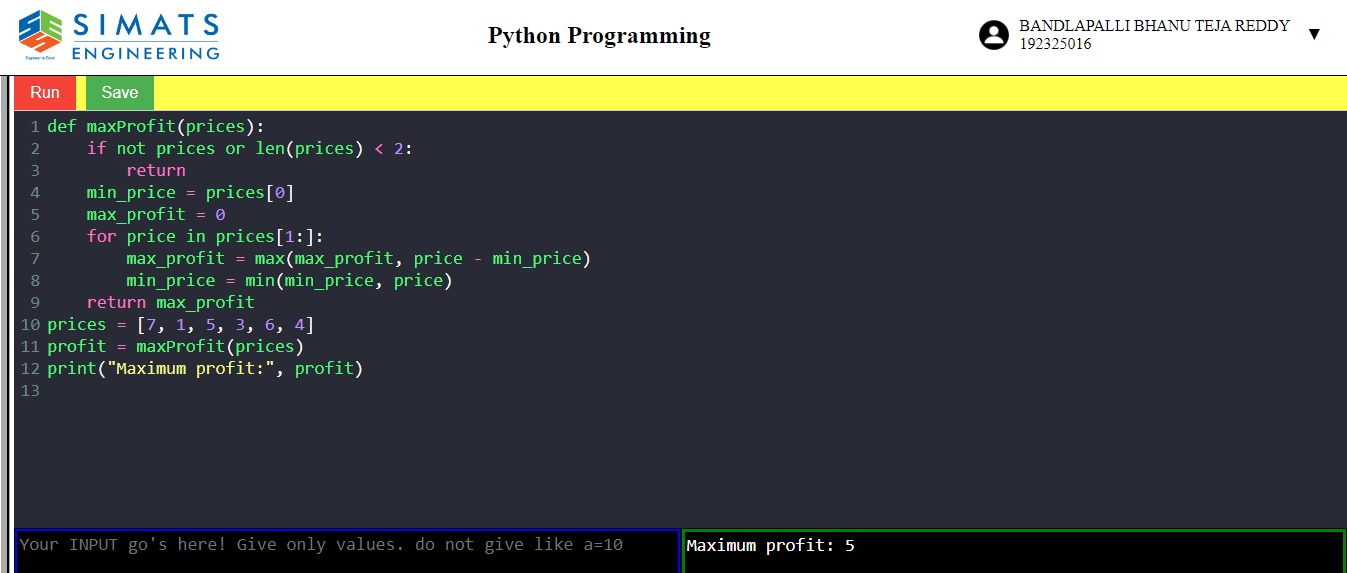 SIMATS
ENGINEERING
Engineer to Excel
Python Programming
BANDLAPALLI BHANU TEJA REDDY
192325016
▼
Run Save
1 def maxProfit(prices):
2     if not prices or len(prices) < 2:
3         return
4     min_price = prices[0]
5     max_profit = 0
6     for price in prices[1:]:
7         max_profit = max(max_profit, price - min_price)
8         min_price = min(min_price, price)
9     return max_profit
10 prices = [7, 1, 5, 3, 6, 4]
11 profit = maxProfit(prices)
12 print("Maximum profit:", profit)
13
Your INPUT go's here! Give only values. do not give like a=10
Maximum profit: 5